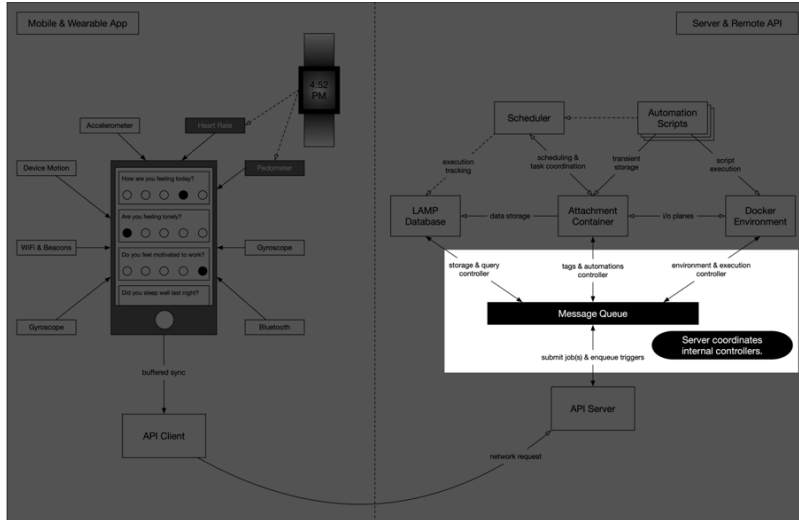 Mobile & Wearable App
Server & Remote API
4:52
PM
Accelerometer
Heart Rate
Pedometer
Device Motion
WiFi & Beacons
Gyroscope
Gyroscope
Bluetooth
How are you feeling today?
Are you feeling lonely?
Do you feel motivated to work?
Did you sleep well last night?
buffered sync
API Client
network request
Scheduler
Automation
Scripts
execution
tracking
scheduling &
task coordination
transient
storage
script
execution
LAMP
Database
data storage
Attachment
Container
i/o planes
Docker
Environment
storage & query
controller
tags & automations
controller
environment & execution
controller
Message Queue
Server coordinates
internal controllers.
submit job(s) & enqueue triggers
API Server